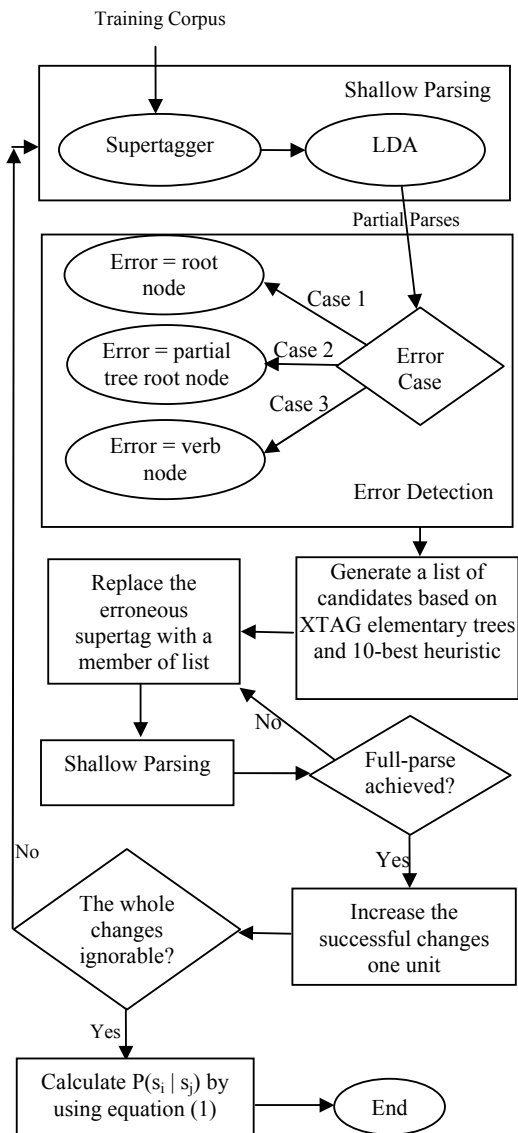 Training Corpus
Shallow Parsing
Supertagger
LDA
Partial Parses
Error = root
node
Case 1
Error = partial
tree root node
Case 2
Error
Case
Case 3
Error = verb
node
Error Detection
Replace the
erroneous
supertag with a
member of list
Generate a list of
candidates based on
XTAG elementary trees
and 10-best heuristic
No
Shallow Parsing
Full-parse
achieved?
Yes
No
The whole
changes
ignorable?
Increase the
successful changes
one unit
Yes
Calculate P(sᵢ | sⱼ) by
using equation (1)
End